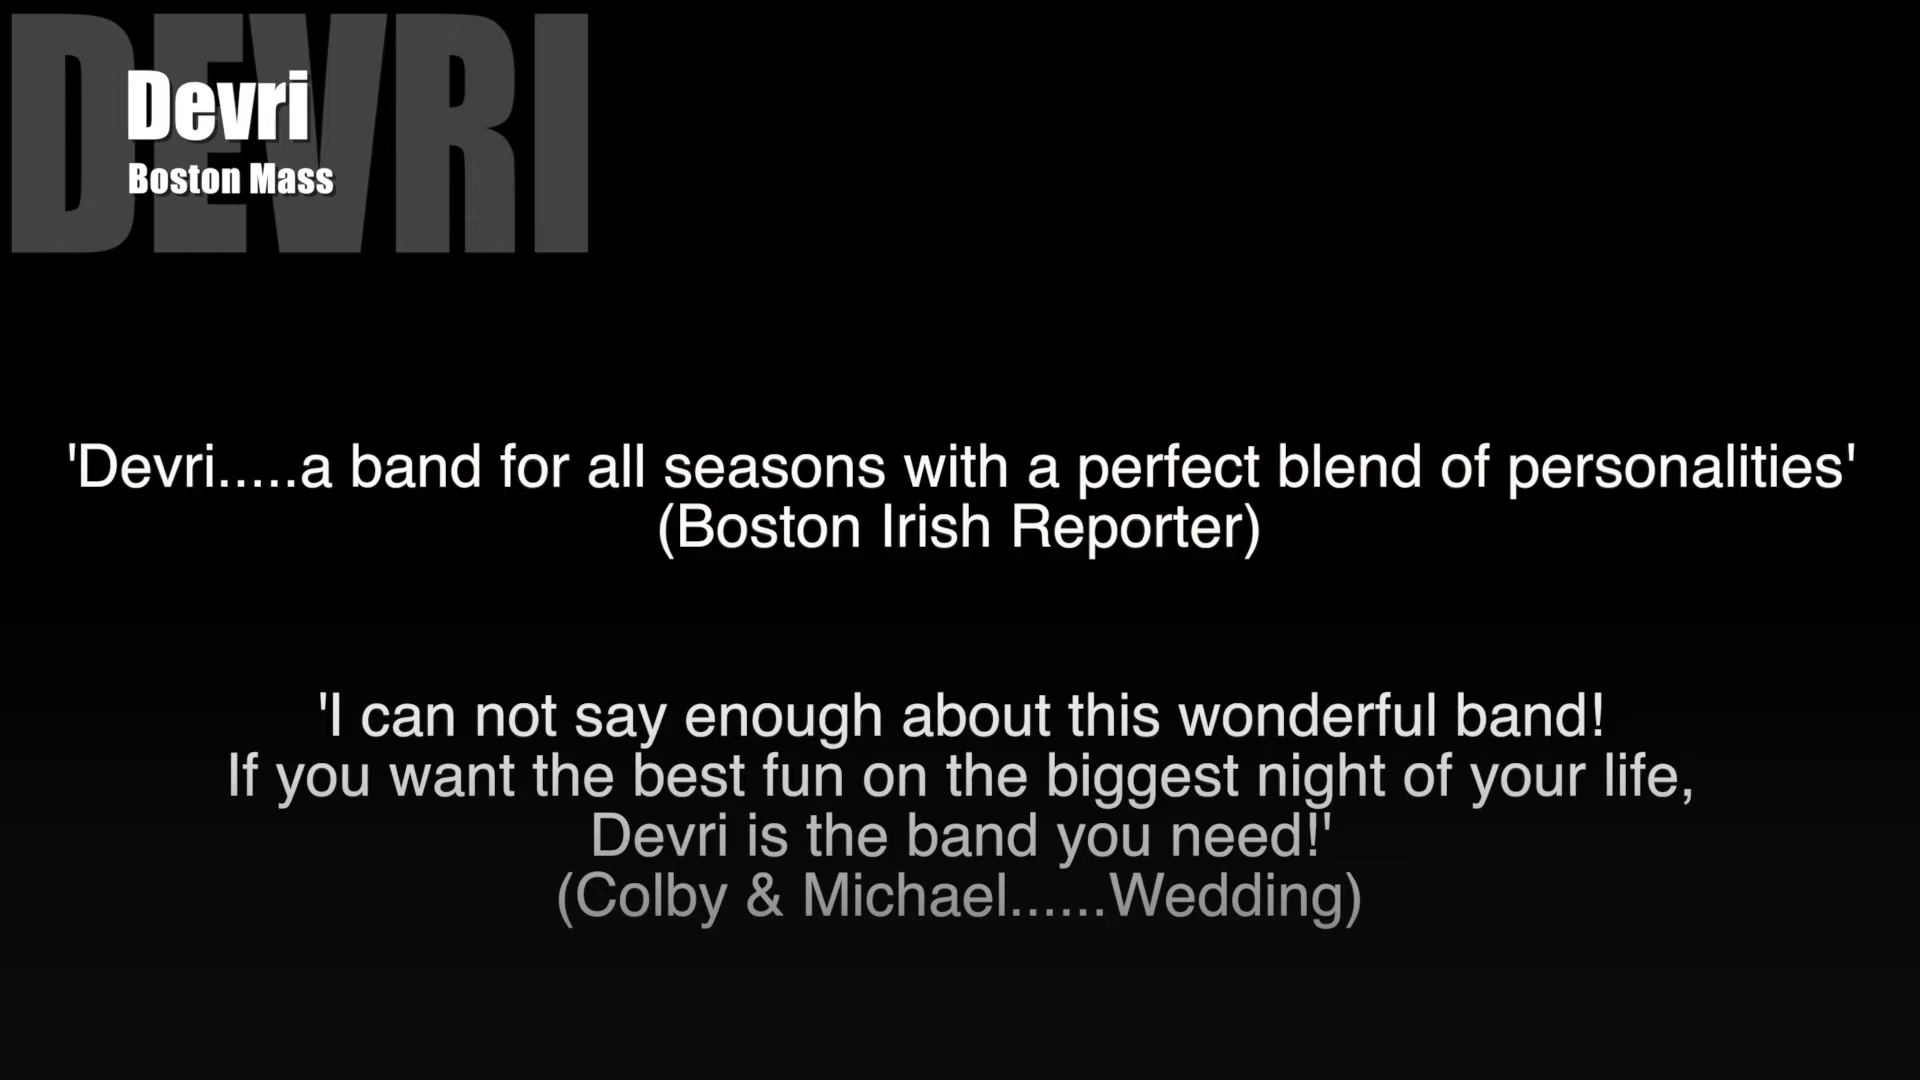 DEVRI
Devri
Boston Mass
'Devri.....a band for all seasons with a perfect blend of personalities'
(Boston Irish Reporter)
'I can not say enough about this wonderful band!
If you want the best fun on the biggest night of your life,
Devri is the band you need!'
(Colby & Michael......Wedding)